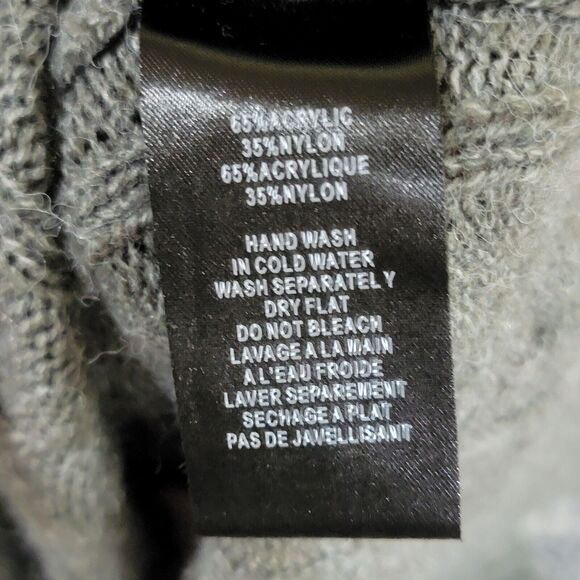 65%ACRYLIC
35%NYLON
65%ACRYLIQUE
35%NYLON
HAND WASH
IN COLD WATER
WASH SEPARATELY
DRY FLAT
DO NOT BLEACH
LAVAGE A LA MAIN
A L'EAU FROIDE
LAVER SEPAREMENT
SECHAGE A PLAT
PAS DE JAVELLISANT